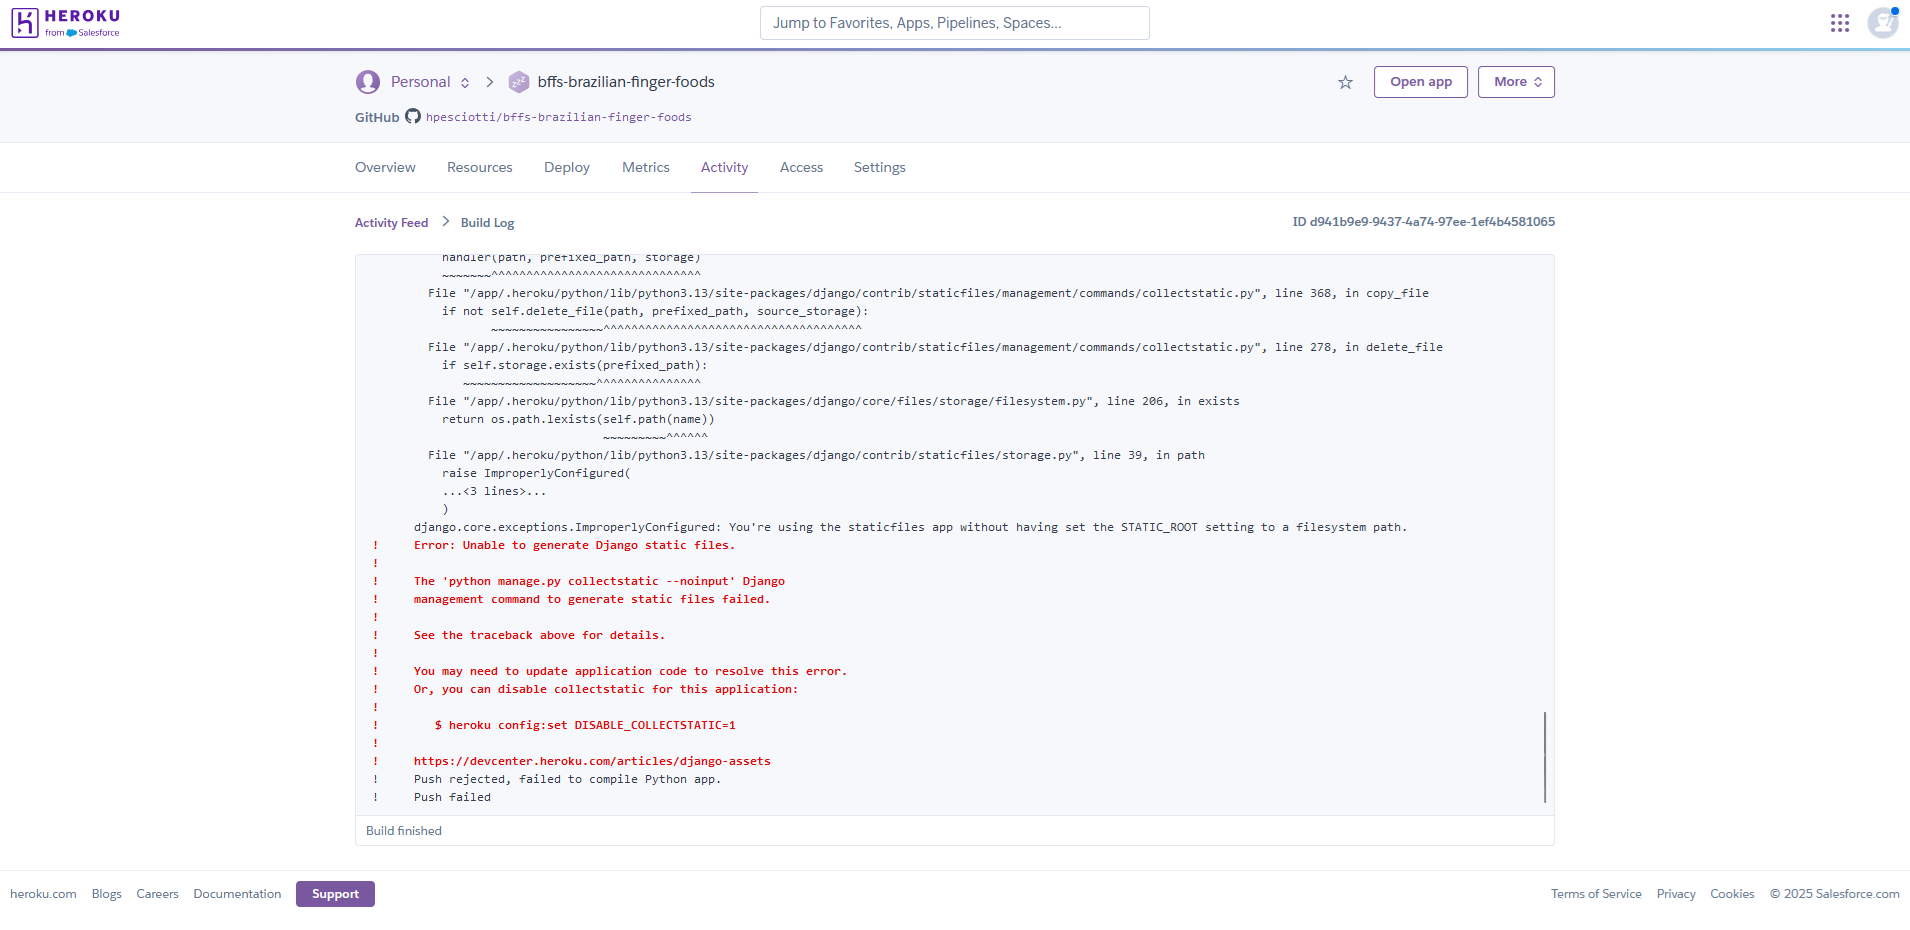 HEROKU
from Salesforce
Jump to Favorites, Apps, Pipelines, Spaces...
Personal
zzz
bffs-brazilian-finger-foods
Open app
More
GitHub hpesciotti/bffs-brazilian-finger-foods
Overview Resources Deploy Metrics Activity Access Settings
Activity Feed > Build Log
ID d941b9e9-9437-4a74-97ee-1ef4b4581065
handler(path, prefixed_path, storage)
~~~~~~~^^^^^^^^^^^^^^^^^^^^^^^^^^^^^^
File "/app/.heroku/python/lib/python3.13/site-packages/django/contrib/staticfiles/management/commands/collectstatic.py", line 368, in copy_file
if not self.delete_file(path, prefixed_path, source_storage):
~~~~~~~~~~~~~~~~^^^^^^^^^^^^^^^^^^^^^^^^^^^^^^^^^^^^^
File "/app/.heroku/python/lib/python3.13/site-packages/django/contrib/staticfiles/management/commands/collectstatic.py", line 278, in delete_file
if self.storage.exists(prefixed_path):
~~~~~~~~~~~~~~~~~~~^^^^^^^^^^^^^^^
File "/app/.heroku/python/lib/python3.13/site-packages/django/core/files/storage/filesystem.py", line 206, in exists
return os.path.lexists(self.path(name))
~~~~~~~~~^^^^^^
File "/app/.heroku/python/lib/python3.13/site-packages/django/contrib/staticfiles/storage.py", line 39, in path
raise ImproperlyConfigured(
...<3 lines>...
)
django.core.exceptions.ImproperlyConfigured: You're using the staticfiles app without having set the STATIC_ROOT setting to a filesystem path.
! Error: Unable to generate Django static files.
!
! The 'python manage.py collectstatic --noinput' Django
! management command to generate static files failed.
!
! See the traceback above for details.
!
! You may need to update application code to resolve this error.
! Or, you can disable collectstatic for this application:
!
! $ heroku config:set DISABLE_COLLECTSTATIC=1
!
! https://devcenter.heroku.com/articles/django-assets
! Push rejected, failed to compile Python app.
! Push failed
Build finished
heroku.com Blogs Careers Documentation Support
Terms of Service Privacy Cookies © 2025 Salesforce.com